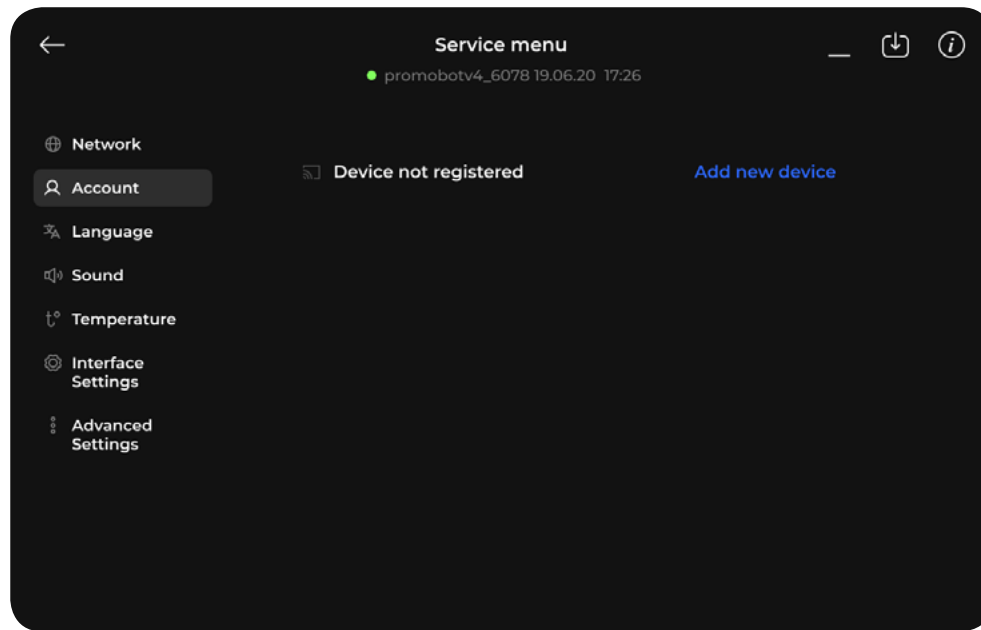 Service menu
promobotv4_6078 19.06.20 17:26
Network
Account
Language
Sound
Temperature
Interface
Settings
Advanced
Settings
Device not registered
Add new device